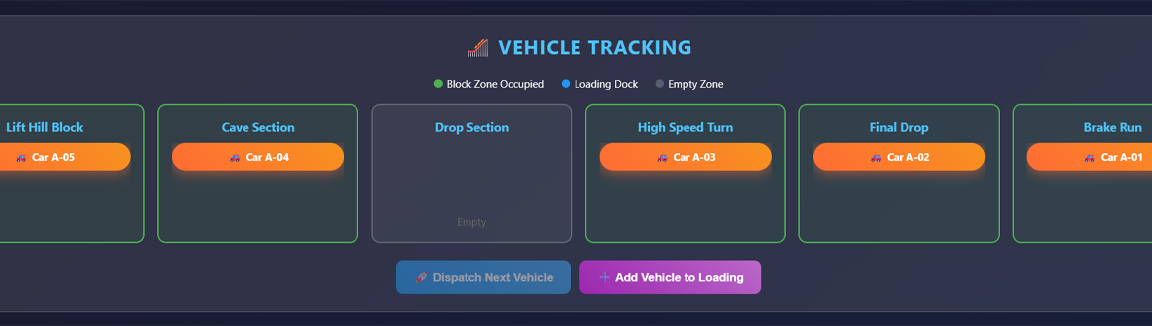 VEHICLE TRACKING
Block Zone Occupied Loading Dock Empty Zone
Lift Hill Block
Car A-05
Cave Section
Car A-04
Drop Section
Empty
High Speed Turn
Car A-03
Final Drop
Car A-02
Brake Run
Car A-01
Dispatch Next Vehicle
Add Vehicle to Loading